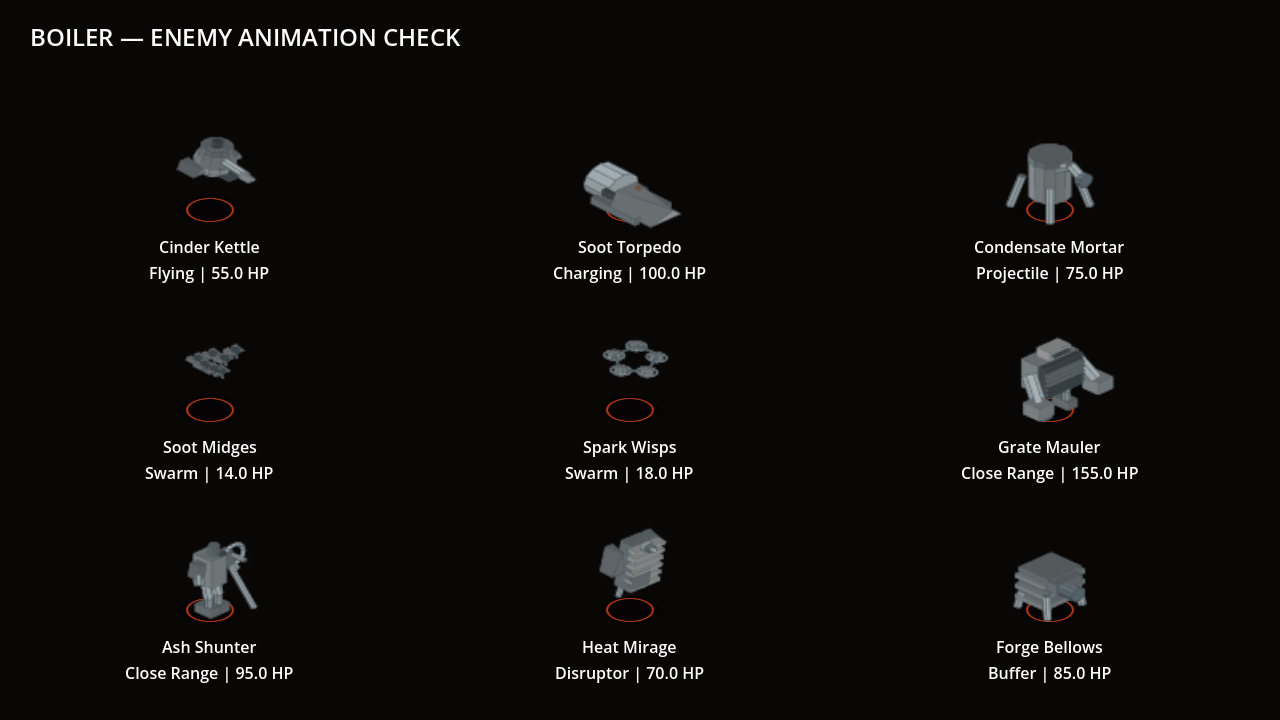 BOILER — ENEMY ANIMATION CHECK
Cinder Kettle
Flying | 55.0 HP
Soot Torpedo
Charging | 100.0 HP
Condensate Mortar
Projectile | 75.0 HP
Soot Midges
Swarm | 14.0 HP
Spark Wisps
Swarm | 18.0 HP
Grate Mauler
Close Range | 155.0 HP
Ash Shunter
Close Range | 95.0 HP
Heat Mirage
Disruptor | 70.0 HP
Forge Bellows
Buffer | 85.0 HP